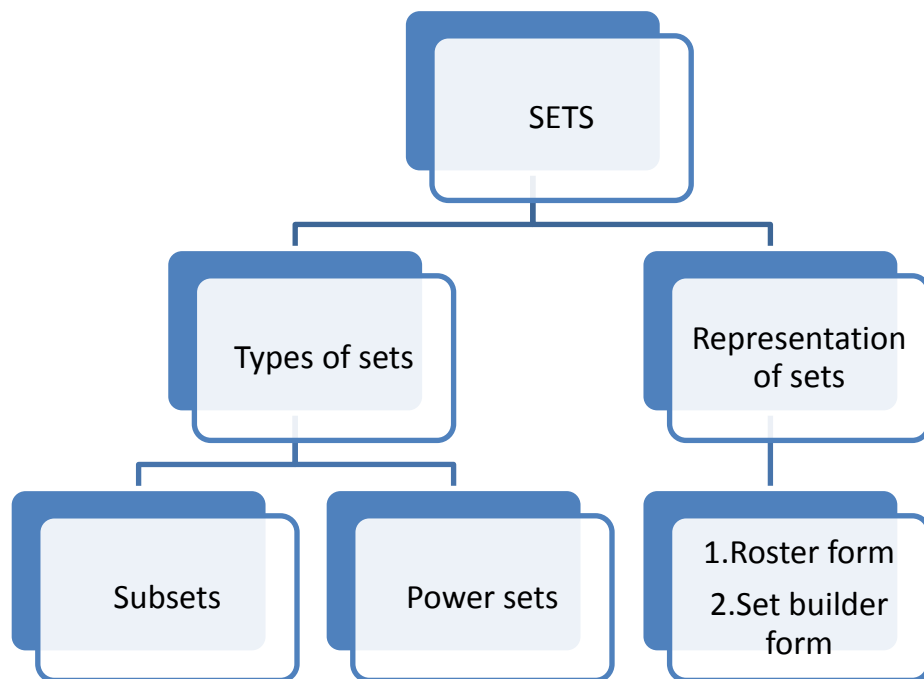 SETS
Types of sets
Representation
of sets
Subsets
Power sets
1.Roster form
2.Set builder
form